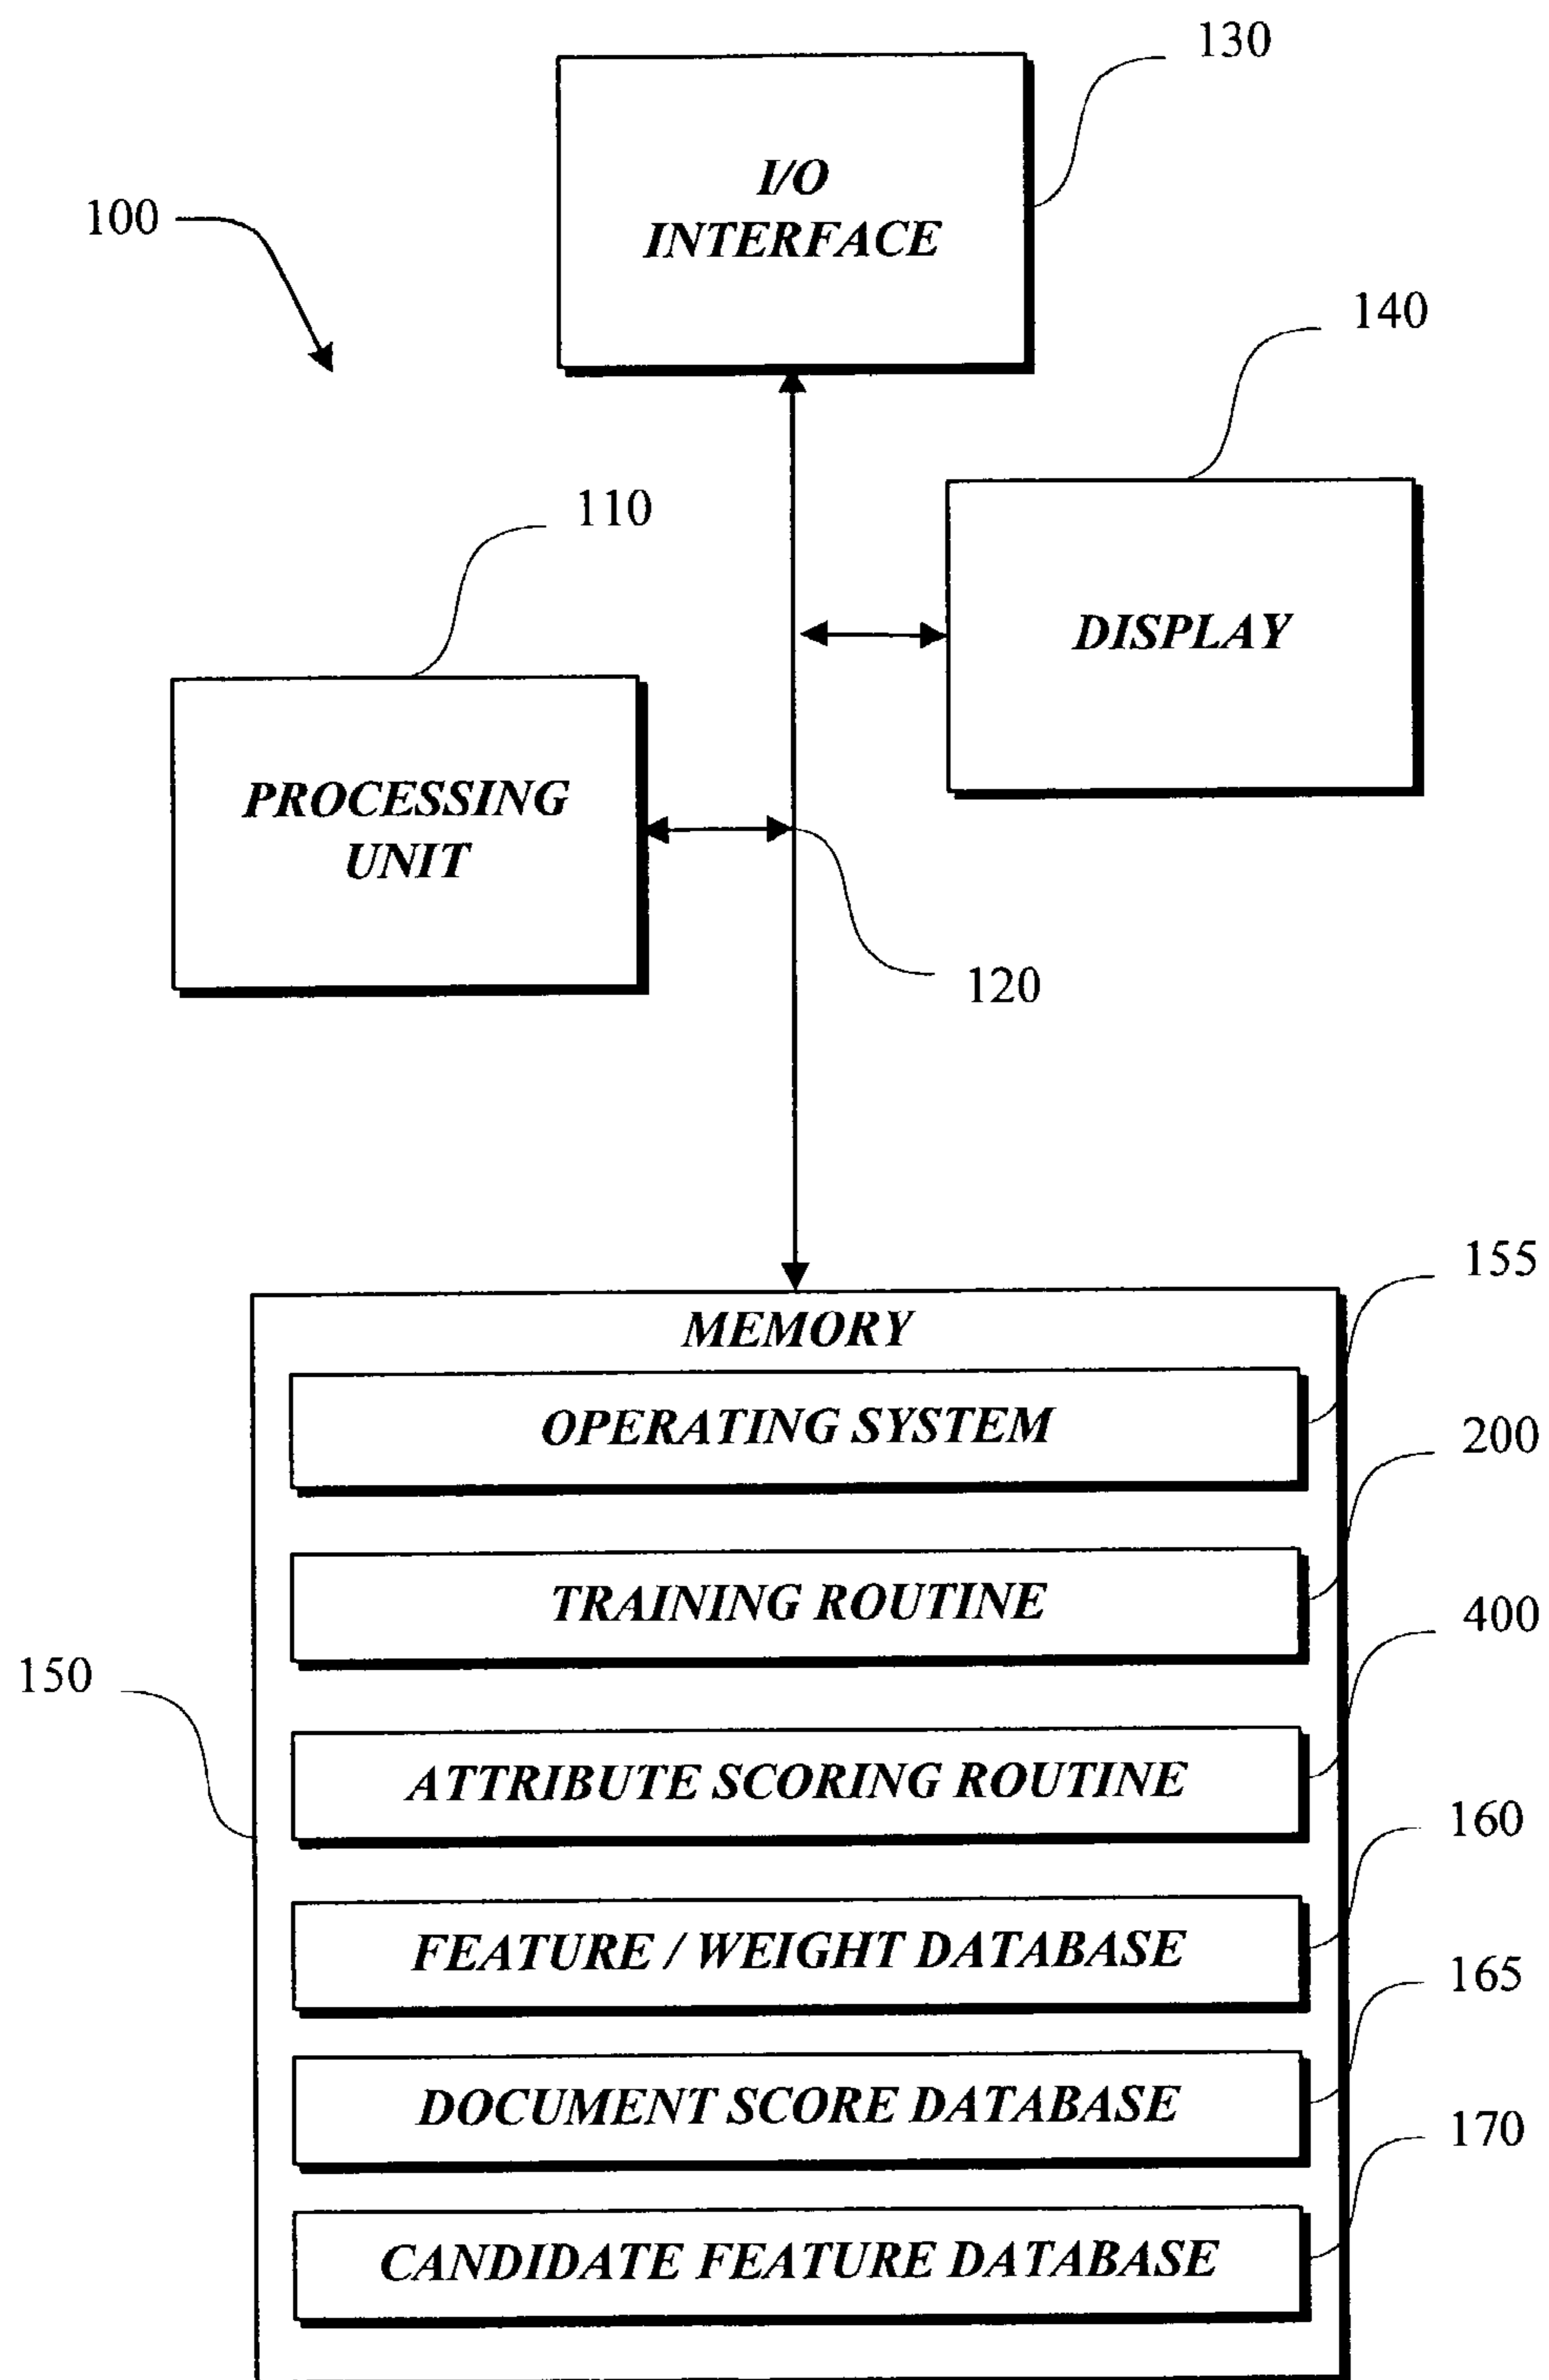 130
I/O
INTERFACE
100
140
110
DISPLAY
PROCESSING
UNIT
120
155
MEMORY
OPERATING SYSTEM
200
TRAINING ROUTINE
400
150
ATTRIBUTE SCORING ROUTINE
160
FEATURE / WEIGHT DATABASE
165
DOCUMENT SCORE DATABASE
170
CANDIDATE FEATURE DATABASE